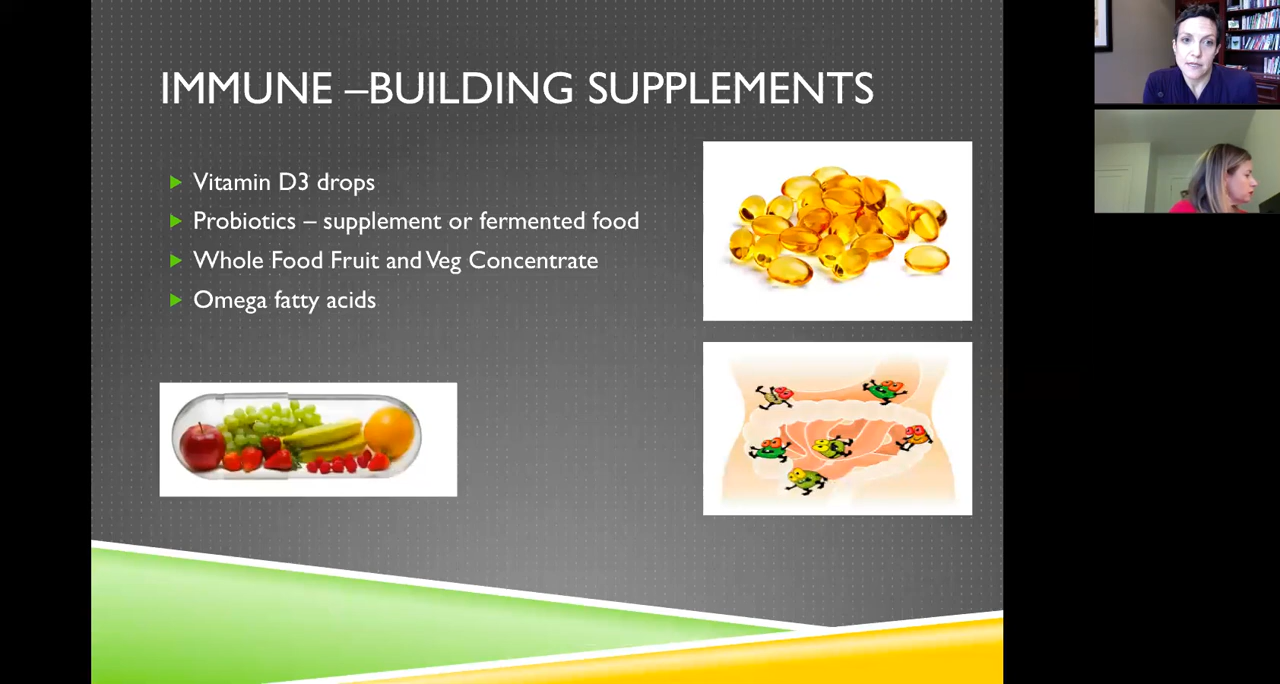 IMMUNE –BUILDING SUPPLEMENTS
Vitamin D3 drops
Probiotics – supplement or fermented food
Whole Food Fruit and Veg Concentrate
Omega fatty acids